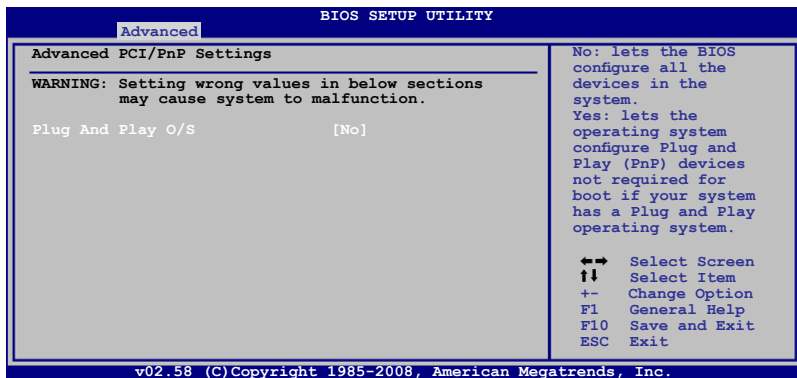 BIOS SETUP UTILITY
Advanced
Advanced PCI/PnP Settings
WARNING: Setting wrong values in below sections
may cause system to malfunction.
Plug And Play O/S [No]
No: lets the BIOS
configure all the
devices in the
system.
Yes: lets the
operating system
configure Plug and
Play (PnP) devices
not required for
boot if your system
has a Plug and Play
operating system.
←→ Select Screen
↑↓ Select Item
+- Change Option
F1 General Help
F10 Save and Exit
ESC Exit
v02.58 (C)Copyright 1985-2008, American Megatrends, Inc.